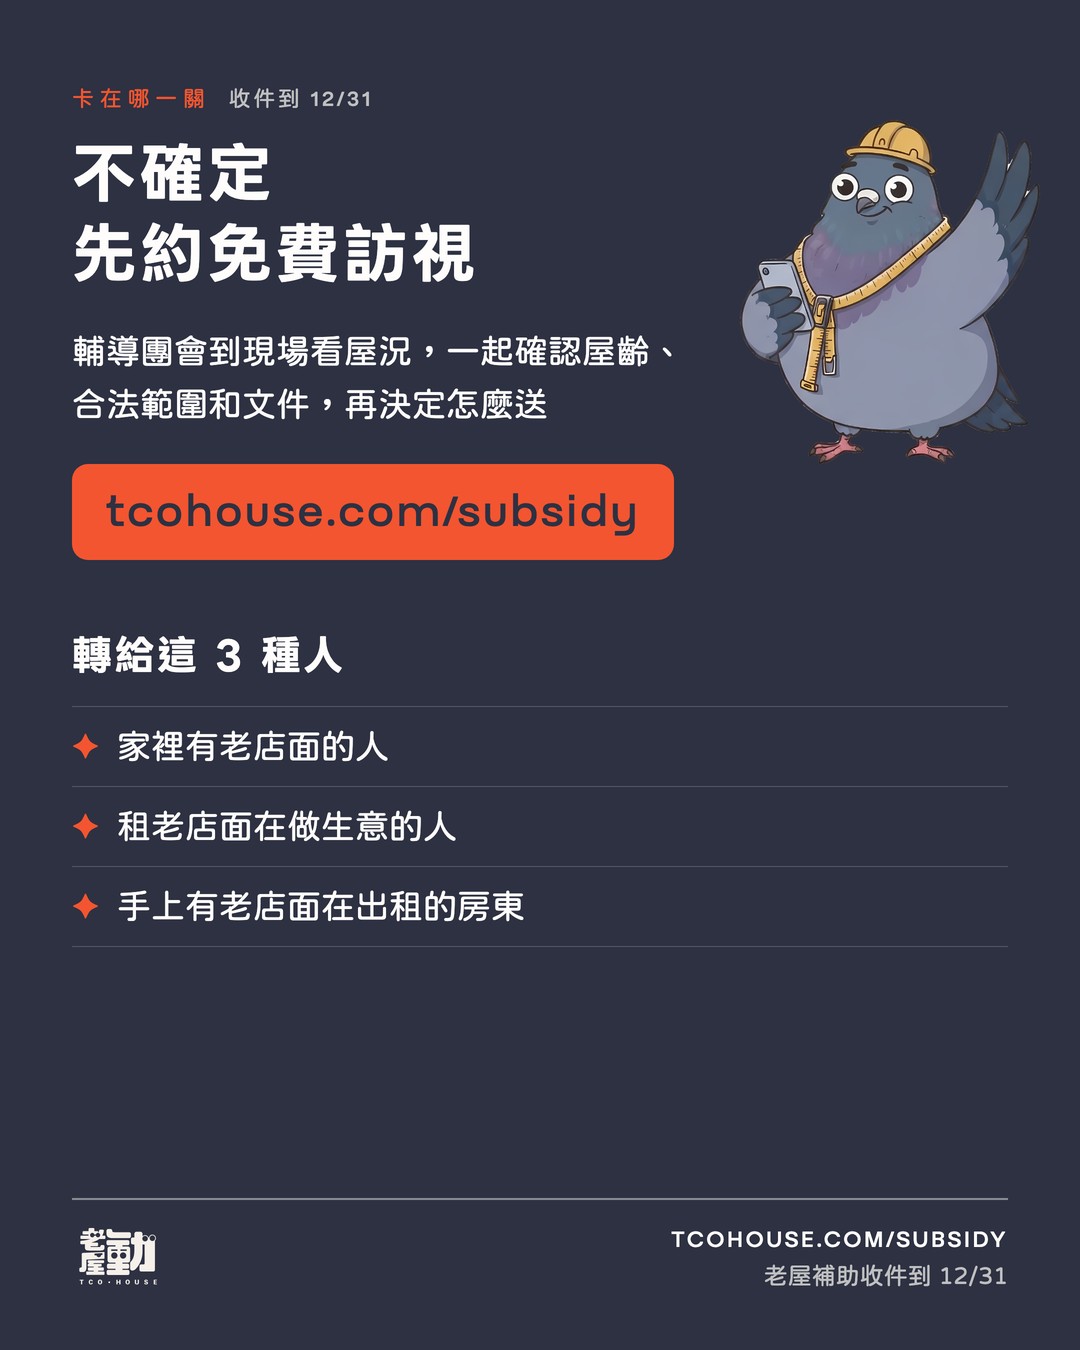 卡在哪一關 收件到 12/31
不確定
先約免費訪視
輔導團會到現場看屋況，一起確認屋齡、
合法範圍和文件，再決定怎麼送
tcohouse.com/subsidy
轉給這 3 種人
家裡有老店面的人
租老店面在做生意的人
手上有老店面在出租的房東
老屋動
TCO·HOUSE
TCOHOUSE.COM/SUBSIDY
老屋補助收件到 12/31